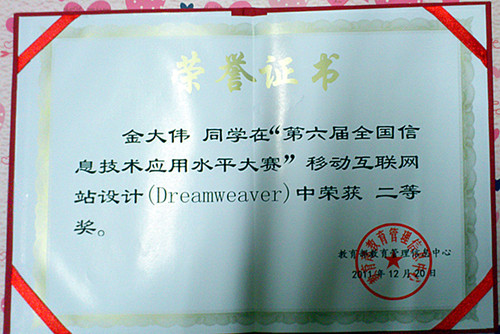 荣誉证书
金大伟 同学在“第六届全国信
息技术应用水平大赛” 移动互联网
站设计(Dreamweaver)中荣获 二等
奖。
教育部教育管理信息中心
2011年12月20日